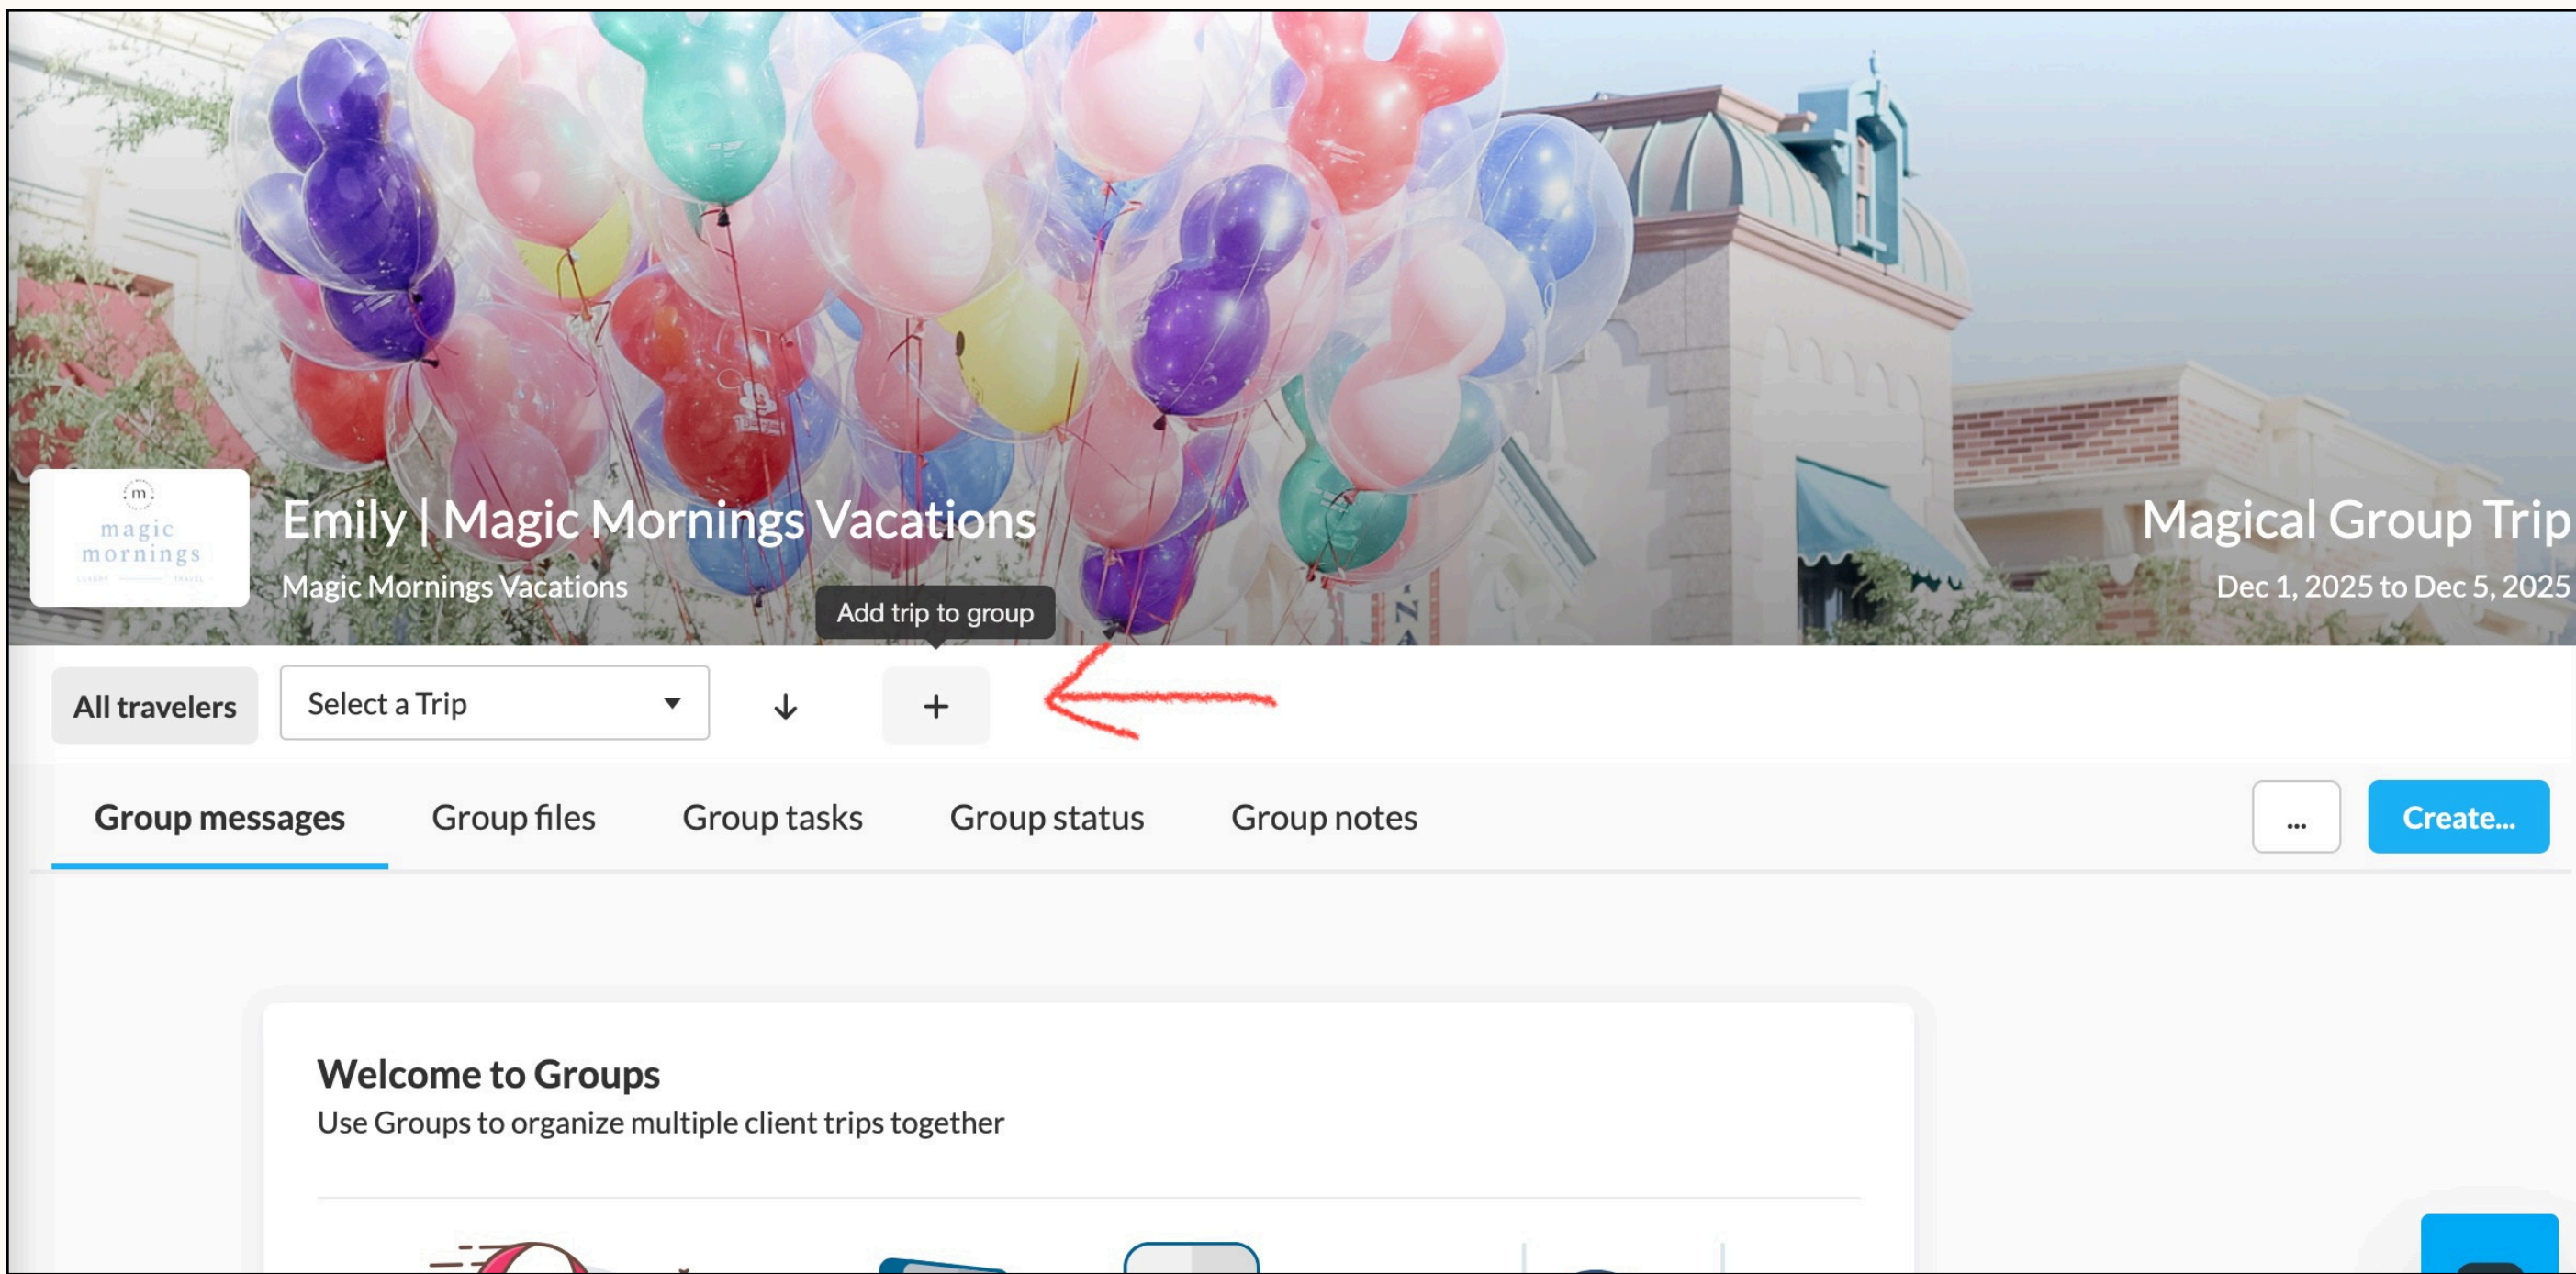 m
magic
mornings
Emily | Magic Mornings Vacations
Magic Mornings Vacations
Magical Group Trip
Dec 1, 2025 to Dec 5, 2025
Add trip to group
All travelers
Select a Trip
+
Group messages
Group files
Group tasks
Group status
Group notes
...
Create...
Welcome to Groups
Use Groups to organize multiple client trips together